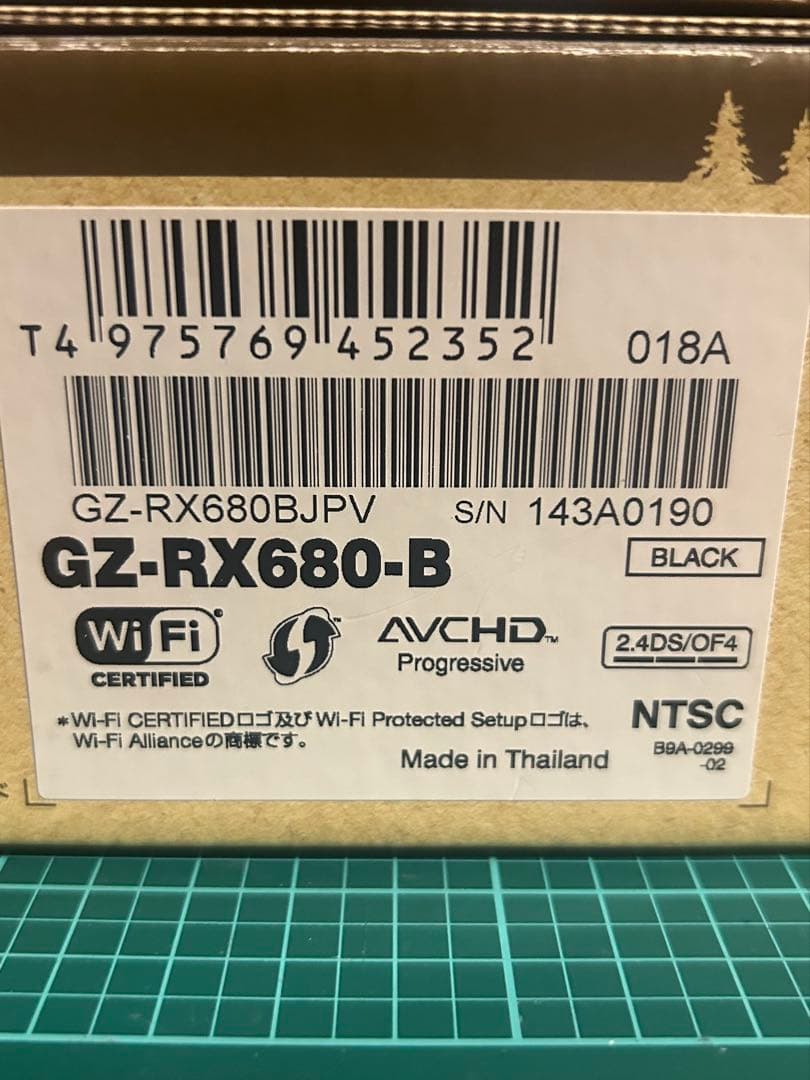 T4 975769 452352
018A
GZ-RX680BJPV S/N 143A0190
GZ-RX680-B
BLACK
Wi Fi ®
CERTIFIED
™
AVCHD™
Progressive
2.4DS/OF4
*Wi-Fi CERTIFIEDロゴ及びWi-Fi Protected Setupロゴは、
Wi-Fi Allianceの商標です。
NTSC
B9A-0299
-02
Made in Thailand